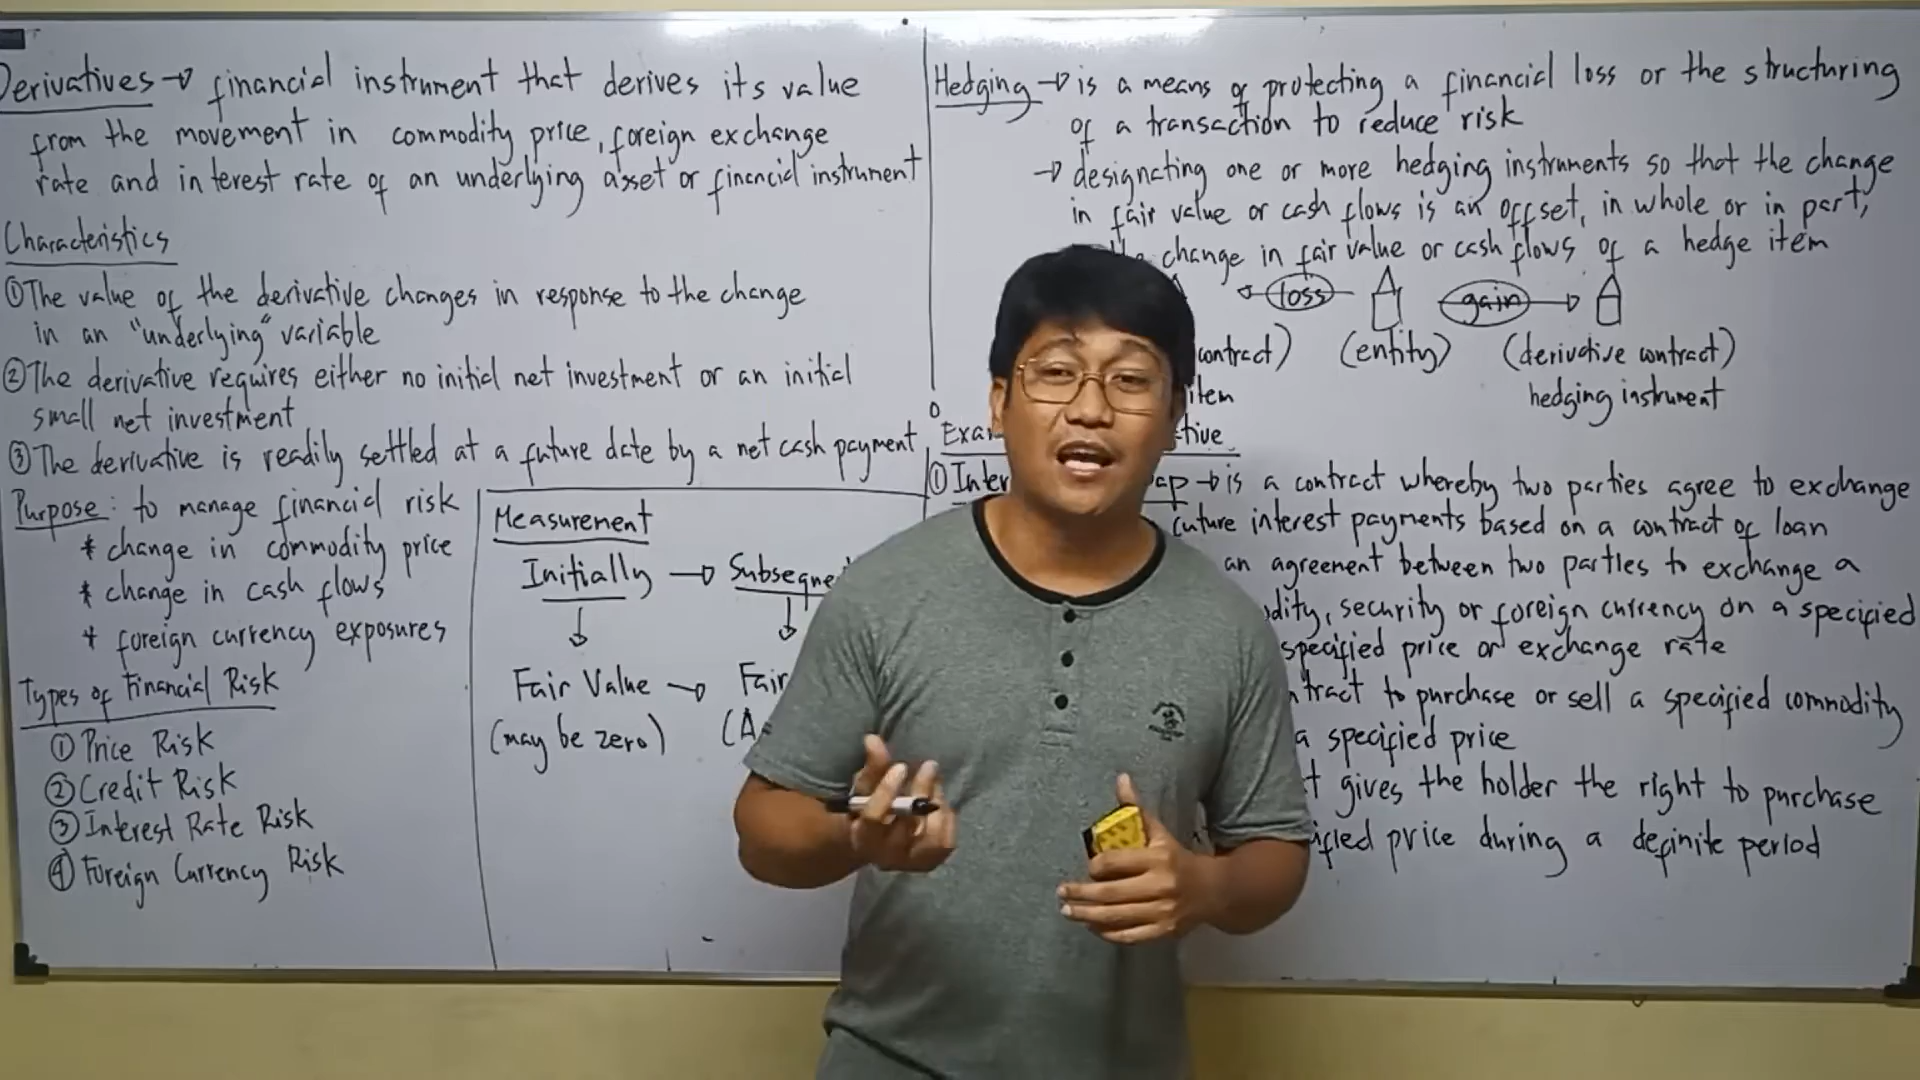 Derivatives → financial instrument that derives its value
from the movement in commodity price, foreign exchange
rate and interest rate of an underlying asset or financial instrument
Characteristics
① The value of the derivative changes in response to the change
in an "underlying" variable
② The derivative requires either no initial net investment or an initial
small net investment
③ The derivative is readily settled at a future date by a net cash payment
Purpose: to manage financial risk
* change in commodity price
* change in cash flows
* foreign currency exposures
Types of Financial Risk
① Price Risk
② Credit Risk
③ Interest Rate Risk
④ Foreign Currency Risk
Measurement
Initially →
↓ ↓
Fair Value → Fair
(may be zero)
Hedging → is a means of protecting a financial loss or the structuring
of a transaction to reduce risk
→ designating one or more hedging instruments so that the change
in fair value or cash flows is an offset, in whole or in part,
change in fair value or cash flows of a hedge item
← loss gain →
contract) (entity) (derivative contract)
item hedging instrument
①
→ is a contract whereby two parties agree to exchange
future interest payments based on a contract of loan
an agreement between two parties to exchange a
security or foreign currency on a specified
specified price or exchange rate
to purchase or sell a specified commodity
a specified price
gives the holder the right to purchase
price during a definite period